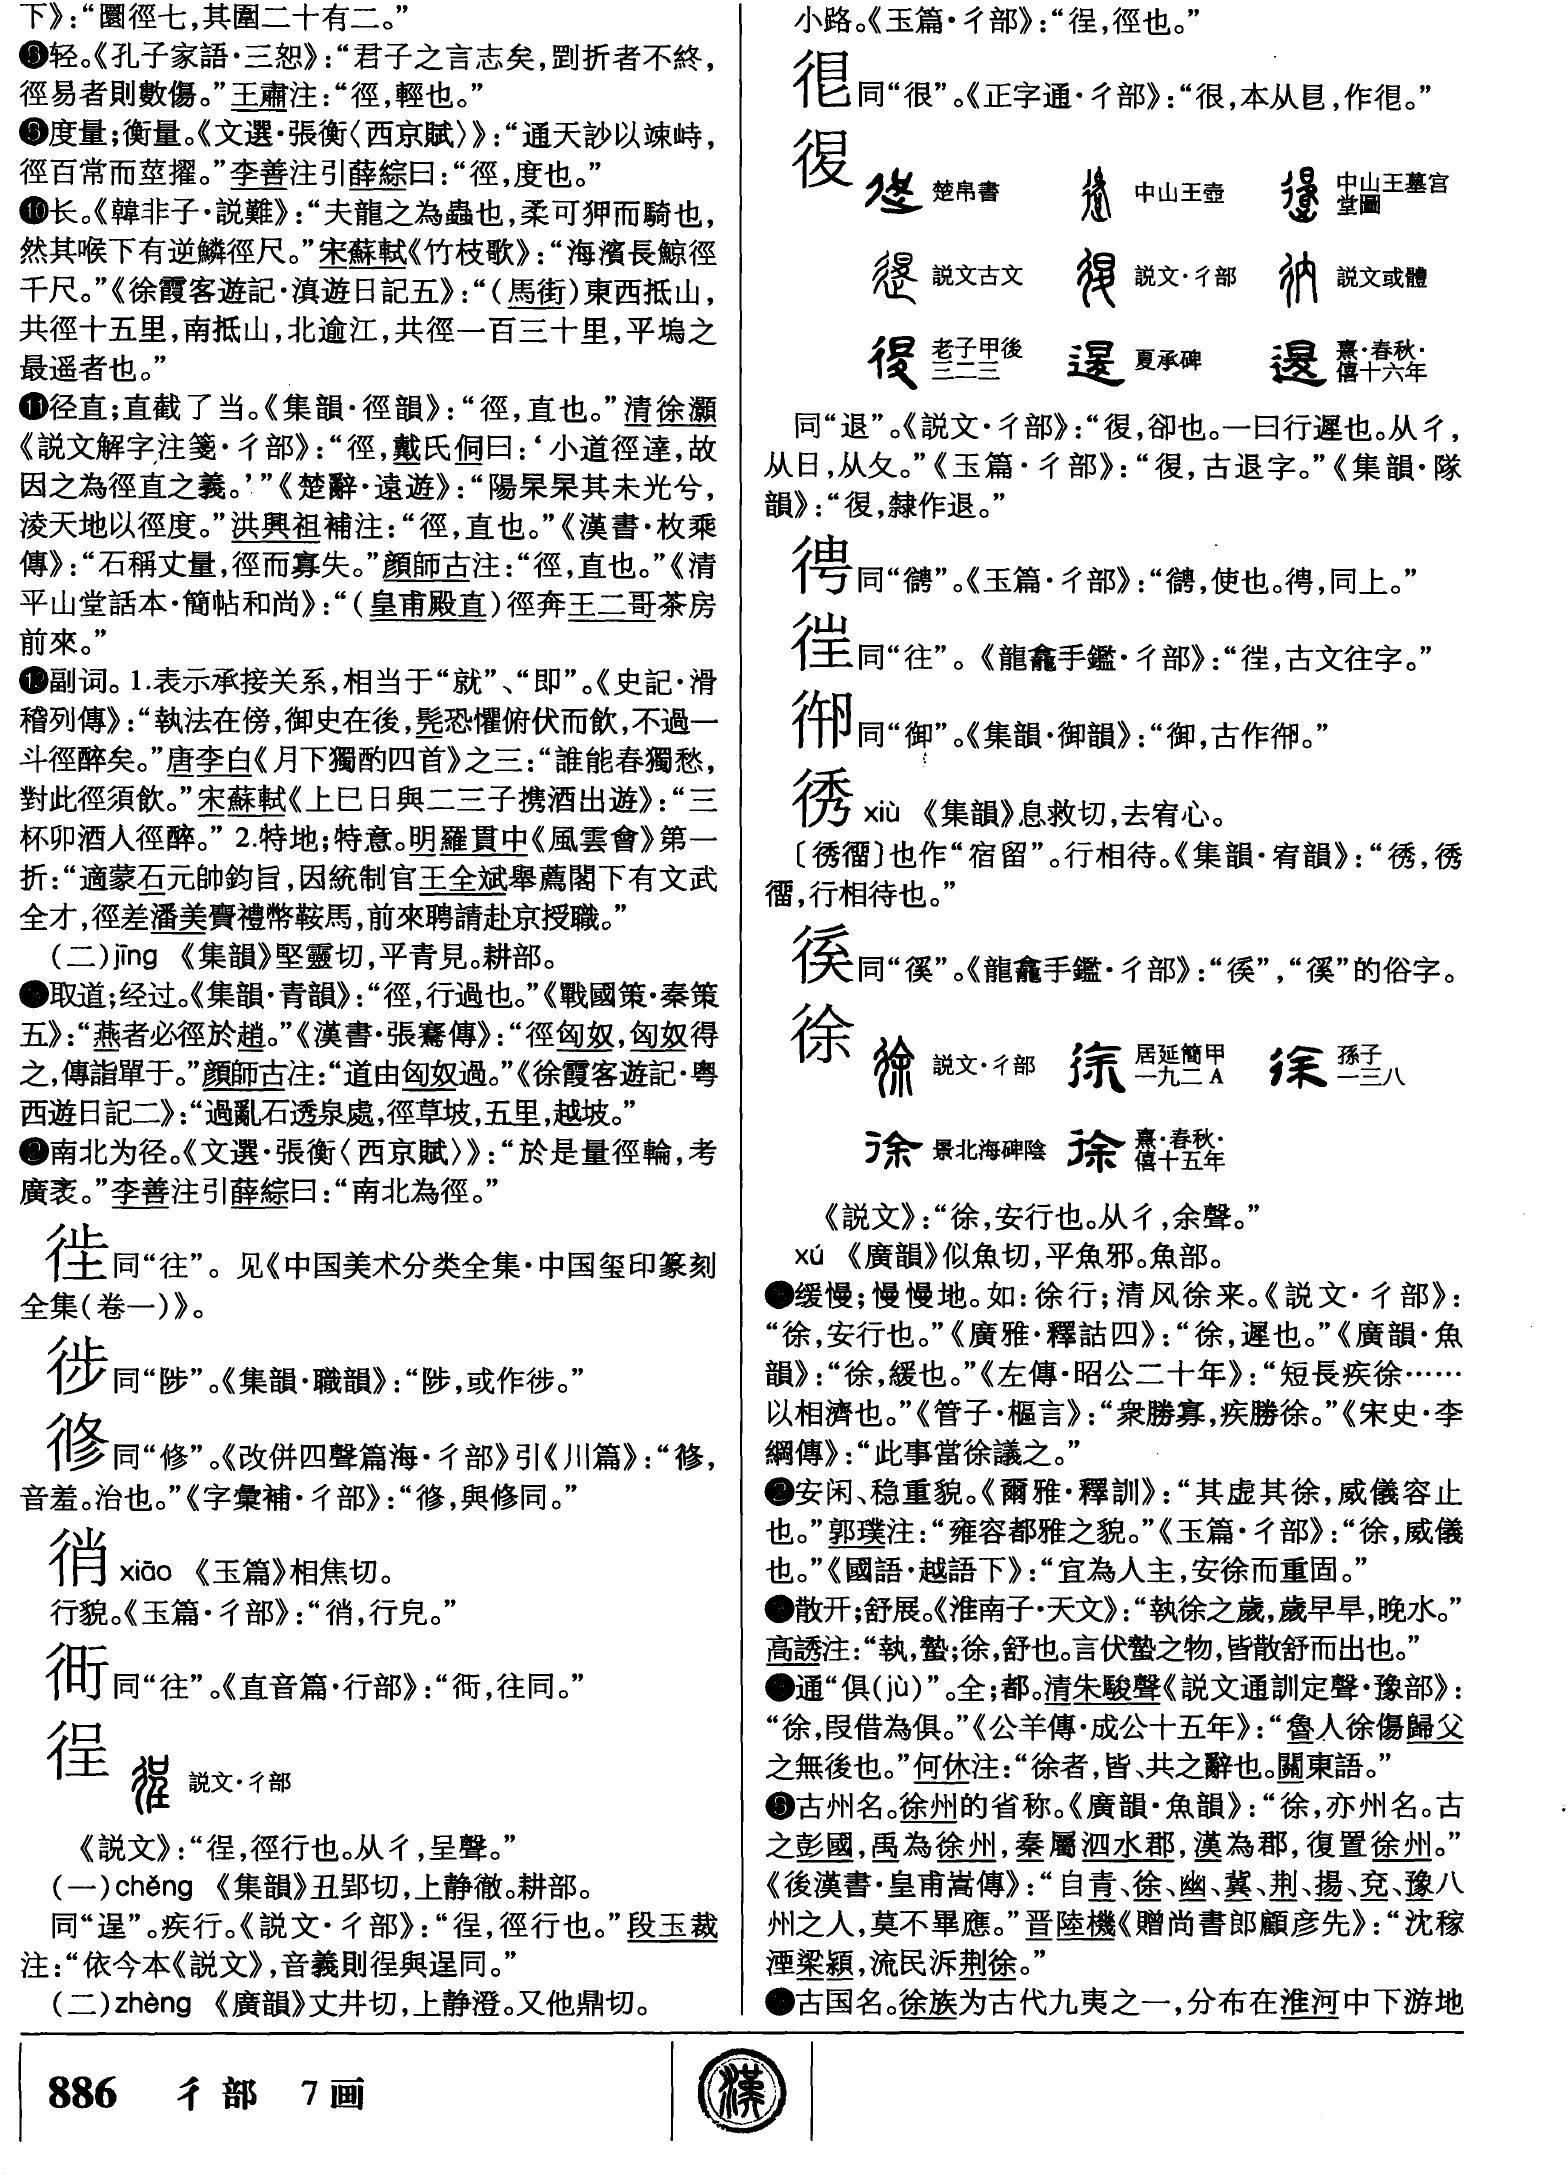 下》：“圜徑七，其圍二十有二。”
❽轻。《孔子家語·三恕》：“君子之言志矣，剄折者不終，
徑易者則數傷。”王肅注：“徑，輕也。”
❾度量；衡量。《文選·張衡〈西京賦〉》：“通天訬以竦峙，
徑百常而莖擢。”李善注引薛綜曰：“徑，度也。”
❿长。《韓非子·説難》：“夫龍之為蟲也，柔可狎而騎也，
然其喉下有逆鱗徑尺。”宋蘇軾《竹枝歌》：“海濱長鯨徑
千尺。”《徐霞客遊記·滇遊日記五》：“（馬街）東西抵山，
共徑十五里，南抵山，北逾江，共徑一百三十里，平塢之
最遥者也。”
⓫径直；直截了当。《集韻·徑韻》：“徑，直也。”清徐灝
《説文解字注箋·彳部》：“徑，戴氏侗曰：‘小道徑達，故
因之為徑直之義。’”《楚辭·遠遊》：“陽杲杲其未光兮，
淩天地以徑度。”洪興祖補注：“徑，直也。”《漢書·枚乘
傳》：“石稱丈量，徑而寡失。”顔師古注：“徑，直也。”《清
平山堂話本·簡帖和尚》：“（皇甫殿直）徑奔王二哥茶房
前來。”
⓬副词。1.表示承接关系，相当于“就”、“即”。《史記·滑
稽列傳》：“執法在傍，御史在後，髡恐懼俯伏而飲，不過一
斗徑醉矣。”唐李白《月下獨酌四首》之三：“誰能春獨愁，
對此徑須飲。”宋蘇軾《上巳日與二三子携酒出遊》：“三
杯卯酒人徑醉。”2.特地；特意。明羅貫中《風雲會》第一
折：“適蒙石元帥鈞旨，因統制官王全斌舉薦閣下有文武
全才，徑差潘美賫禮幣鞍馬，前來聘請赴京授職。”
（二）jīng 《集韻》堅靈切，平青見。耕部。
❶取道；经过。《集韻·青韻》：“徑，行過也。”《戰國策·秦策
五》：“燕者必徑於趙。”《漢書·張騫傳》：“徑匈奴，匈奴得
之，傳詣單于。”顔師古注：“道由匈奴過。”《徐霞客遊記·粤
西遊日記二》：“過亂石透泉處，徑草坡，五里，越坡。”
❷南北为径。《文選·張衡〈西京賦〉》：“於是量徑輪，考
廣袤。”李善注引薛綜曰：“南北為徑。”
同“往”。见《中国美术分类全集·中国玺印篆刻
全集（卷一）》。
徏同“陟”。《集韻·職韻》：“陟，或作徏。”
同“修”。《改併四聲篇海·彳部》引《川篇》：“，
音羞。治也。”《字彙補·彳部》：“，與修同。”
𢓮xiāo 《玉篇》相焦切。
行貌。《玉篇·彳部》：“𢓮，行皃。”
同“往”。《直音篇·行部》：“，往同。”
徎 説文·彳部
《説文》：“徎，徑行也。从彳，呈聲。”
（一）chěng 《集韻》丑郢切，上静徹。耕部。
同“逞”。疾行。《説文·彳部》：“徎，徑行也。”段玉裁
注：“依今本《説文》，音義則徎與逞同。”
（二）zhèng 《廣韻》丈井切，上静澄。又他鼎切。
小路。《玉篇·彳部》：“徎，徑也。”
同“很”。《正字通·彳部》：“很，本从㫐，作。”
復 楚帛書 中山王壺 中山王墓宫堂圖
説文古文 説文·彳部 説文或體
老子甲後三二三 夏承碑 熹·春秋·僖十六年
同“退”。《説文·彳部》：“𢓴，卻也。一曰行遲也。从彳，
从日，从夊。”《玉篇·彳部》：“𢓴，古退字。”《集韻·隊
韻》：“𢓴，隸作退。”
同“”。《玉篇·彳部》：“，使也。，同上。”
同“往”。《龍龕手鑑·彳部》：“，古文往字。”
同“御”。《集韻·御韻》：“御，古作。”
xiù 《集韻》息救切，去宥心。
〔〕也作“宿留”。行相待。《集韻·宥韻》：“，
，行相待也。”
同“徯”。《龍龕手鑑·彳部》：“”，“徯”的俗字。
徐 説文·彳部 居延簡甲一九二A 孫子一三八
景北海碑陰 熹·春秋·僖十五年
《説文》：“徐，安行也。从彳，余聲。”
xú 《廣韻》似魚切，平魚邪。魚部。
❶缓慢；慢慢地。如：徐行；清风徐来。《説文·彳部》：
“徐，安行也。”《廣雅·釋詁四》：“徐，遲也。”《廣韻·魚
韻》：“徐，緩也。”《左傳·昭公二十年》：“短長疾徐……
以相濟也。”《管子·樞言》：“衆勝寡，疾勝徐。”《宋史·李
綱傳》：“此事當徐議之。”
❷安闲、稳重貌。《爾雅·釋訓》：“其虚其徐，威儀容止
也。”郭璞注：“雍容都雅之貌。”《玉篇·彳部》：“徐，威儀
也。”《國語·越語下》：“宜為人主，安徐而重固。”
❸散开；舒展。《淮南子·天文》：“執徐之歲，歲早旱，晚水。”
高誘注：“執，蟄；徐，舒也。言伏蟄之物，皆散舒而出也。”
❹通“俱（jù）”。全；都。清朱駿聲《説文通訓定聲·豫部》：
“徐，叚借為俱。”《公羊傳·成公十五年》：“魯人徐傷歸父
之無後也。”何休注：“徐者，皆、共之辭也。關東語。”
❺古州名。徐州的省称。《廣韻·魚韻》：“徐，亦州名。古
之彭國，禹為徐州，秦屬泗水郡，漢為郡，復置徐州。”
《後漢書·皇甫嵩傳》：“自青、徐、幽、冀、荆、揚、兗、豫八
州之人，莫不畢應。”晋陸機《贈尚書郎顧彦先》：“沈稼
湮梁潁，流民泝荆徐。”
❻古国名。徐族为古代九夷之一，分布在淮河中下游地
886 彳部 7画
漢